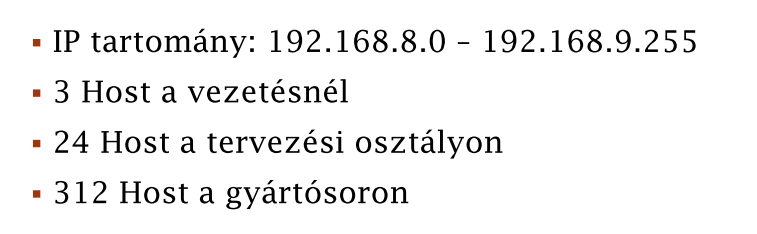 ▪ IP tartomány: 192.168.8.0 – 192.168.9.255
▪ 3 Host a vezetésnél
▪ 24 Host a tervezési osztályon
▪ 312 Host a gyártósoron